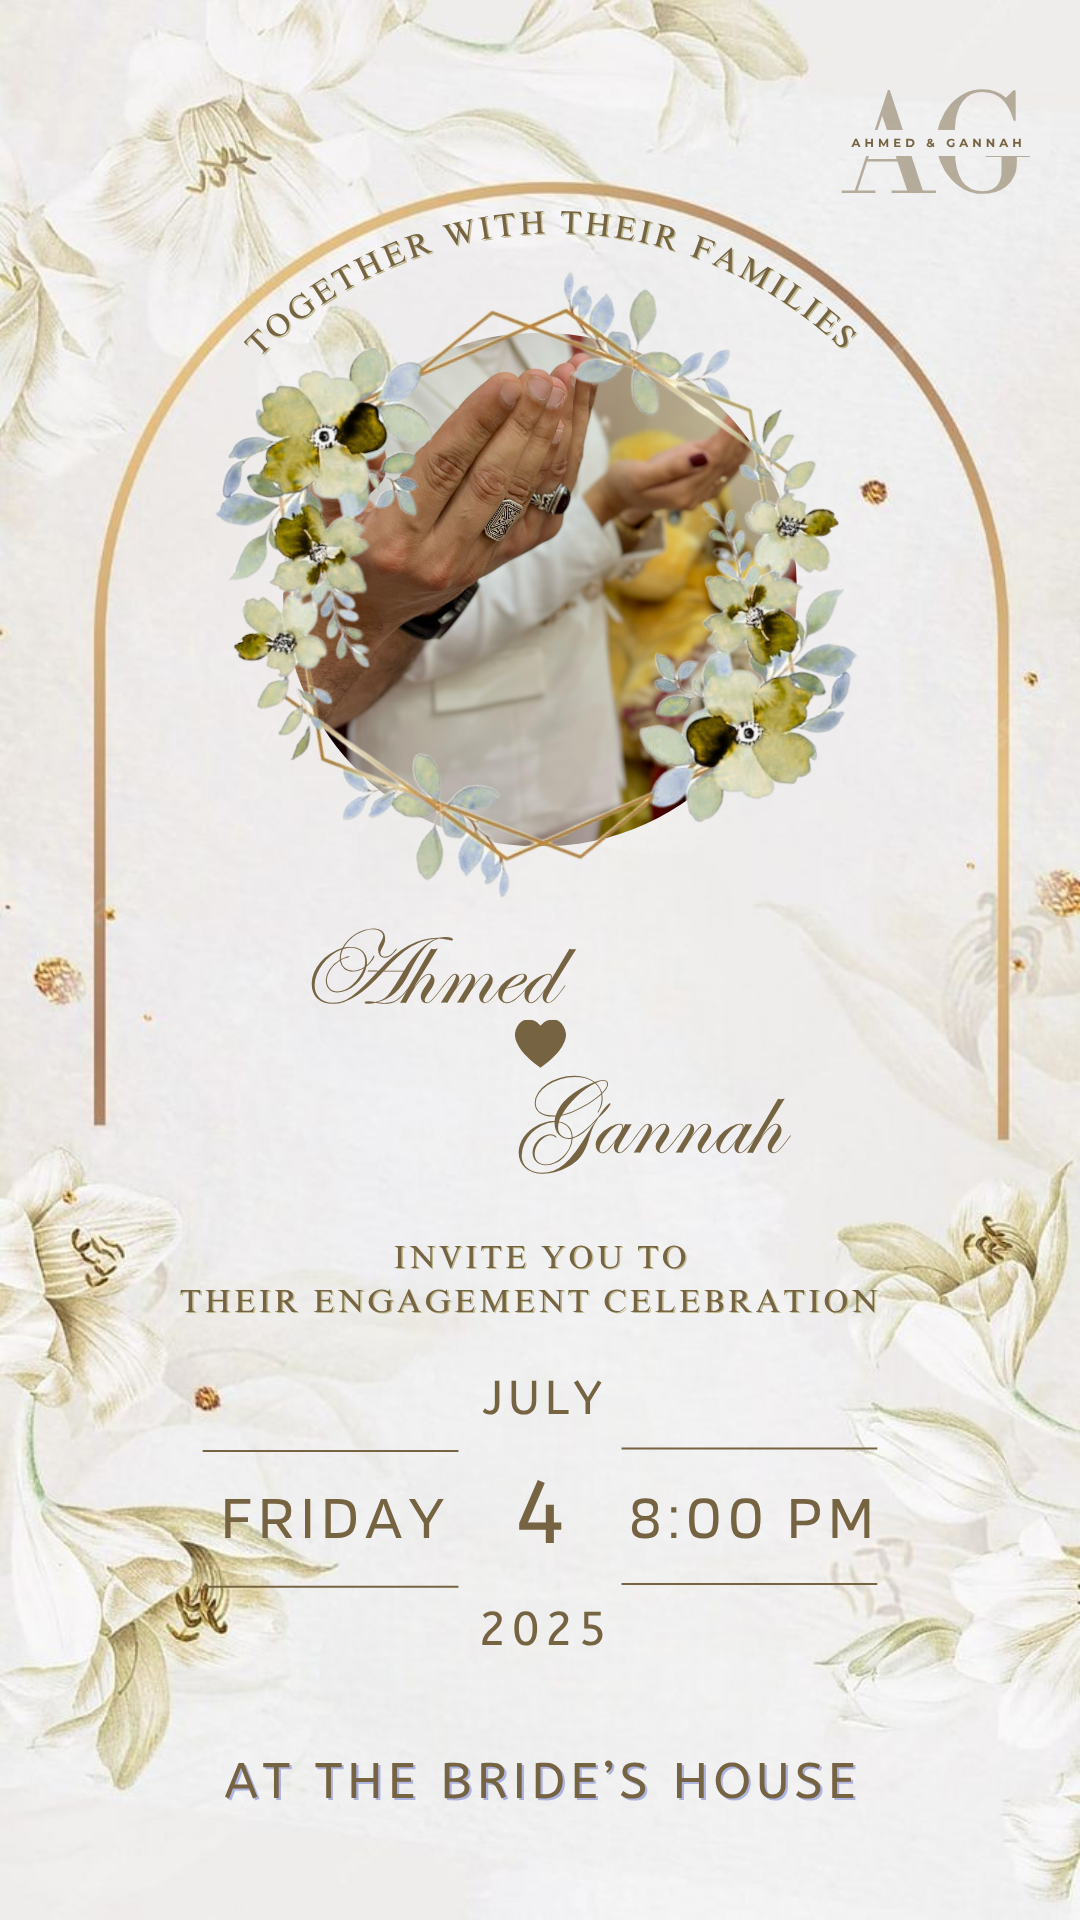 AG
AHMED & GANNAH
TOGETHER WITH THEIR FAMILIES
Ahmed
Gannah
INVITE YOU TO
THEIR ENGAGEMENT CELEBRATION
JULY
FRIDAY 4 8:00 PM
2025
AT THE BRIDE’S HOUSE